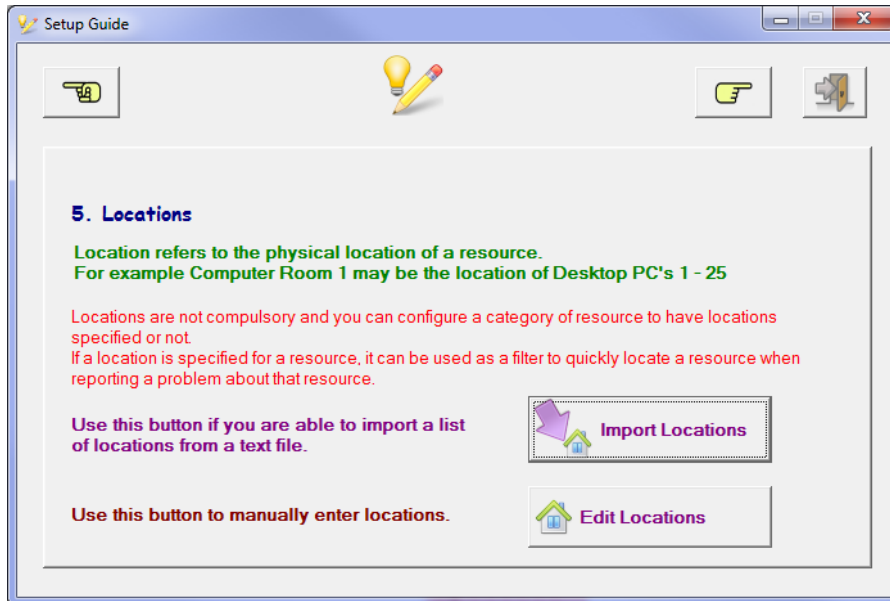 Setup Guide
5. Locations
Location refers to the physical location of a resource.
For example Computer Room 1 may be the location of Desktop PC's 1 - 25
Locations are not compulsory and you can configure a category of resource to have locations
specified or not.
If a location is specified for a resource, it can be used as a filter to quickly locate a resource when
reporting a problem about that resource.
Use this button if you are able to import a list
of locations from a text file.
Import Locations
Use this button to manually enter locations.
Edit Locations